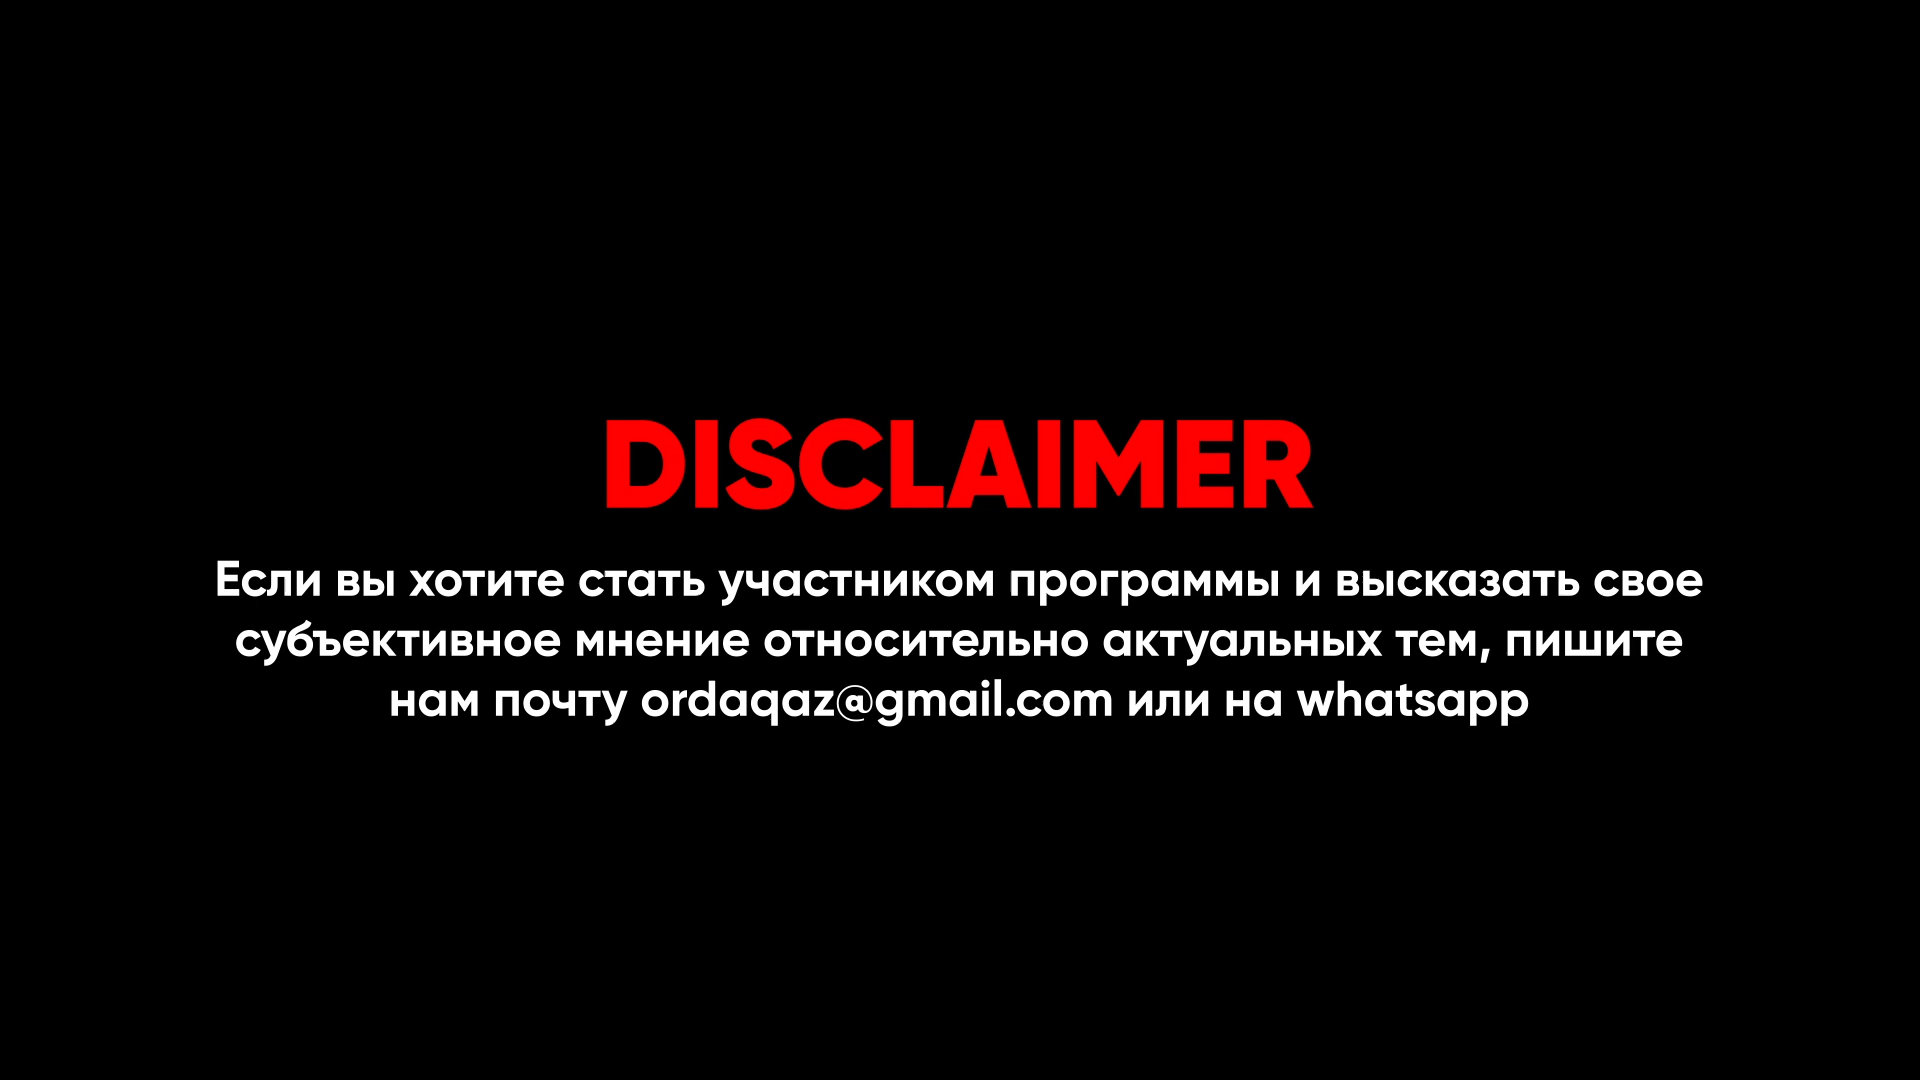 DISCLAIMER
Если вы хотите стать участником программы и высказать свое
субъективное мнение относительно актуальных тем, пишите
нам почту ordaqaz@gmail.com или на whatsapp